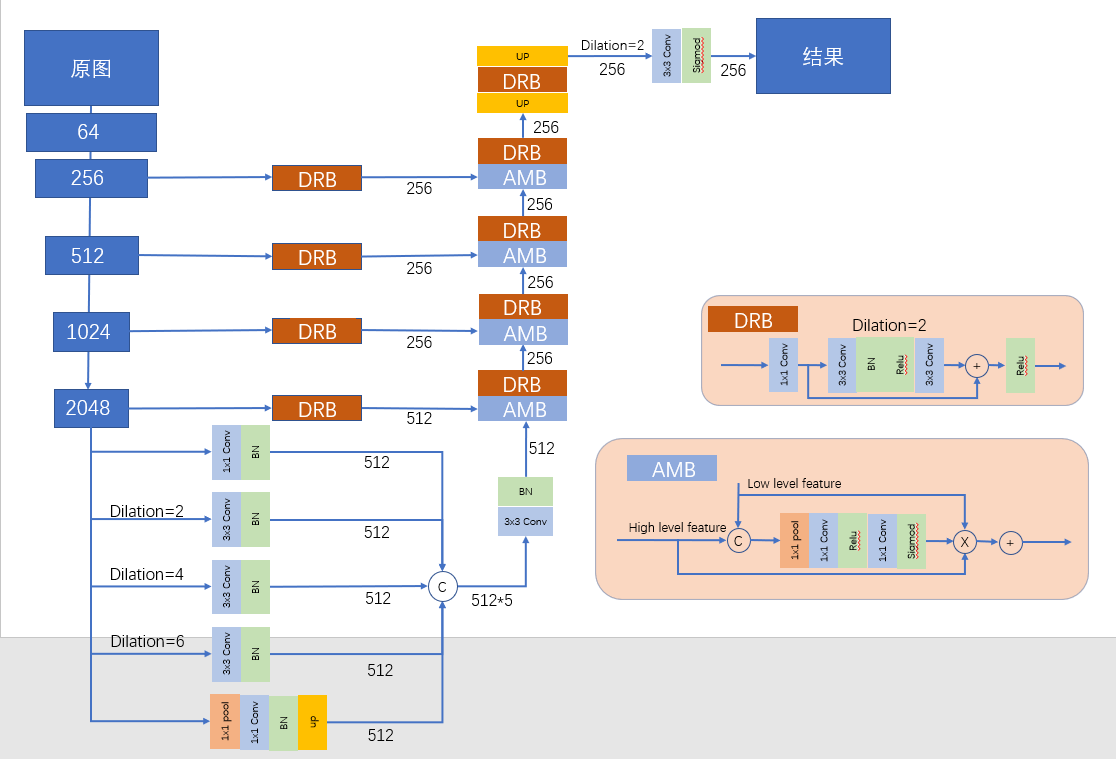 原图
64
256
512
1024
2048
DRB
256
DRB
256
DRB
256
DRB
512
1x1 Conv
BN
512
Dilation=2
3x3 Conv
BN
512
Dilation=4
3x3 Conv
BN
512
Dilation=6
3x3 Conv
BN
512
1x1 pool
1x1 Conv
BN
up
512
C
512*5
BN
3x3 Conv
512
DRB
AMB
256
DRB
AMB
256
DRB
AMB
256
DRB
AMB
256
UP
DRB
UP
Dilation=2
256
3x3 Conv
Siamod
256
结果
DRB
Dilation=2
1x1 Conv
3x3 Conv
BN
Relu
3x3 Conv
+
Relu
AMB
Low level feature
High level feature
C
1x1 pool
1x1 Conv
Relu
1x1 Conv
Siamod
X
+